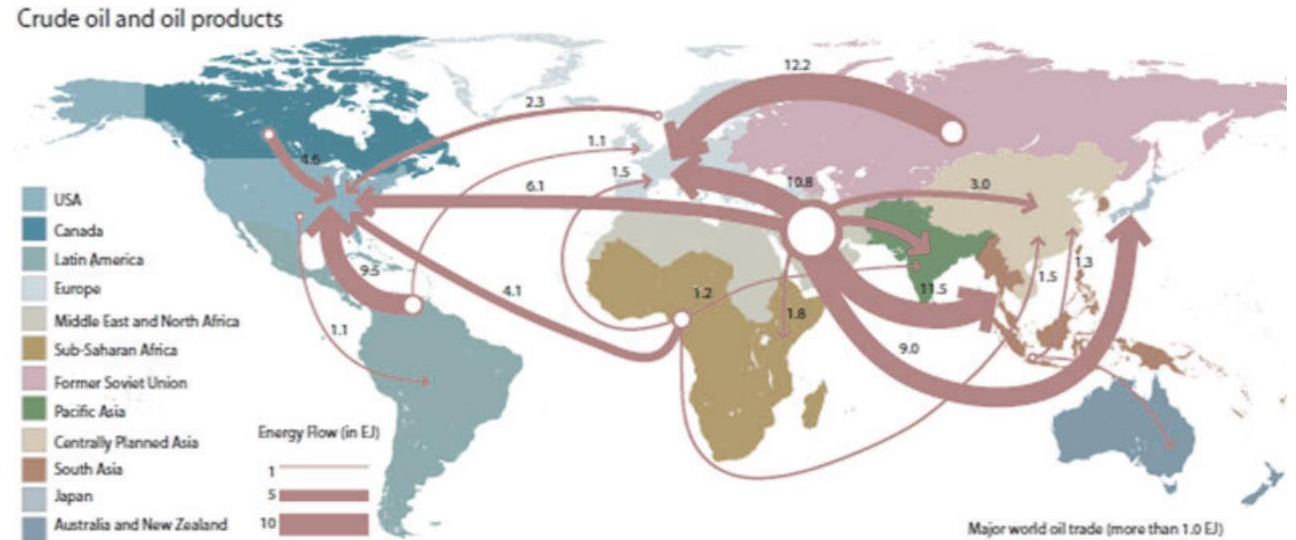 Crude oil and oil products
12.2
2.3
1.1
4.6
1.5
10.8
6.1
3.0
USA
Canada
Latin America
Europe
Middle East and North Africa
Sub-Saharan Africa
Former Soviet Union
Pacific Asia
Centrally Planned Asia
South Asia
Japan
Australia and New Zealand
9.5
4.1
1.2
11.5
1.5
1.3
1.8
1.1
9.0
Energy Flow (in EJ)
1
5
10
Major world oil trade (more than 1.0 EJ)